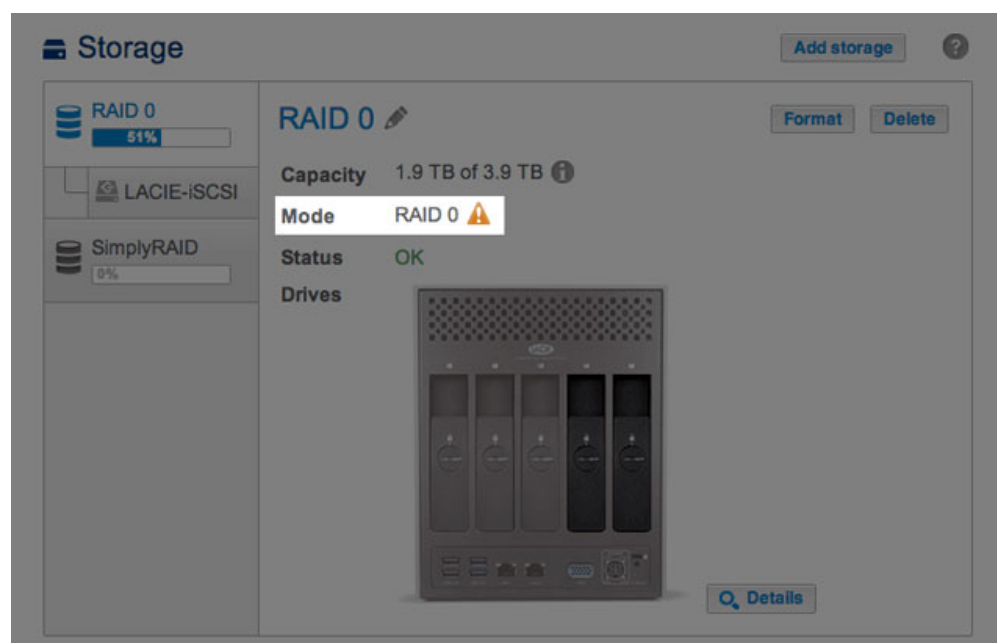 Storage
Add storage
?
RAID 0
51%
LACIE-iSCSI
SimplyRAID
0%
RAID 0
Format
Delete
Capacity 1.9 TB of 3.9 TB
Mode RAID 0
Status OK
Drives
Details